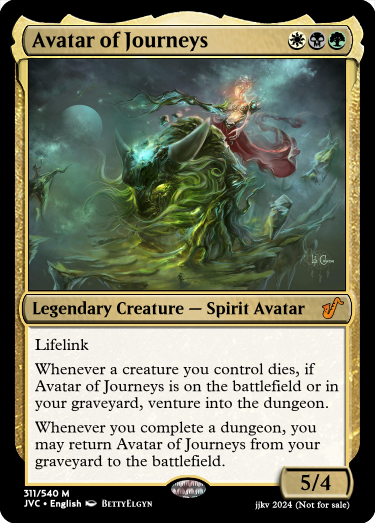 Avatar of Journeys
Legendary Creature — Spirit Avatar
Lifelink
Whenever a creature you control dies, if
Avatar of Journeys is on the battlefield or in
your graveyard, venture into the dungeon.
Whenever you complete a dungeon, you
may return Avatar of Journeys from your
graveyard to the battlefield.
5/4
311/540 M
JVC • English BettyElgyn
jjkv 2024 (Not for sale)